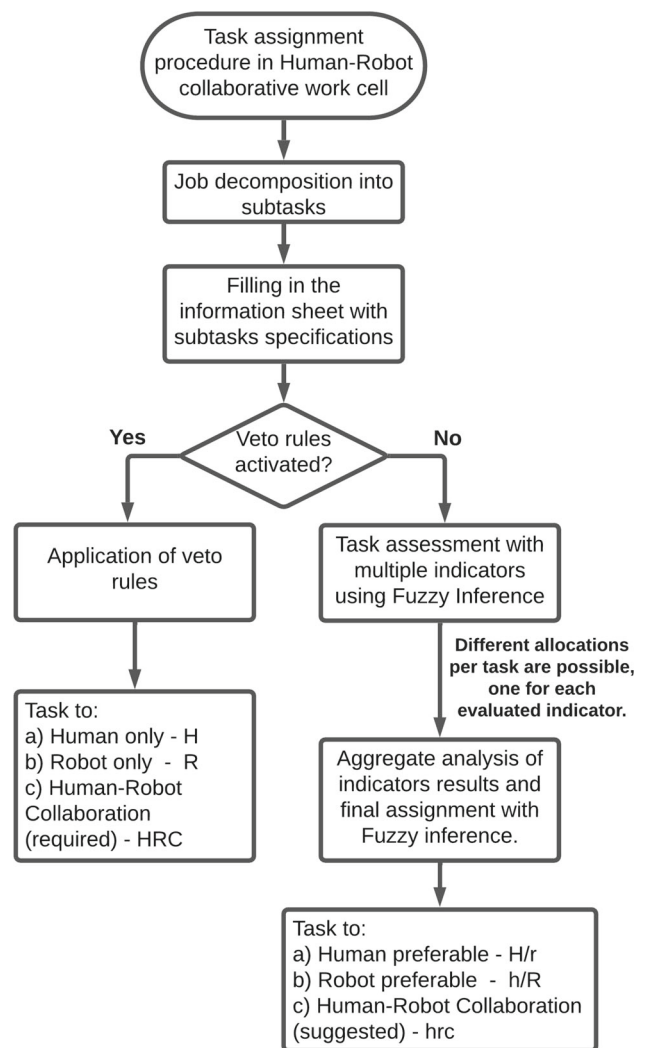 Task assignment
procedure in Human-Robot
collaborative work cell
Job decomposition into
subtasks
Filling in the
information sheet with
subtasks specifications
Yes
Veto rules
activated?
No
Application of veto
rules
Task assessment with
multiple indicators
using Fuzzy Inference
Different allocations
per task are possible,
one for each
evaluated indicator.
Task to:
a) Human only - H
b) Robot only - R
c) Human-Robot
Collaboration
(required) - HRC
Aggregate analysis of
indicators results and
final assignment with
Fuzzy inference.
Task to:
a) Human preferable - H/r
b) Robot preferable - h/R
c) Human-Robot Collaboration
(suggested) - hrc